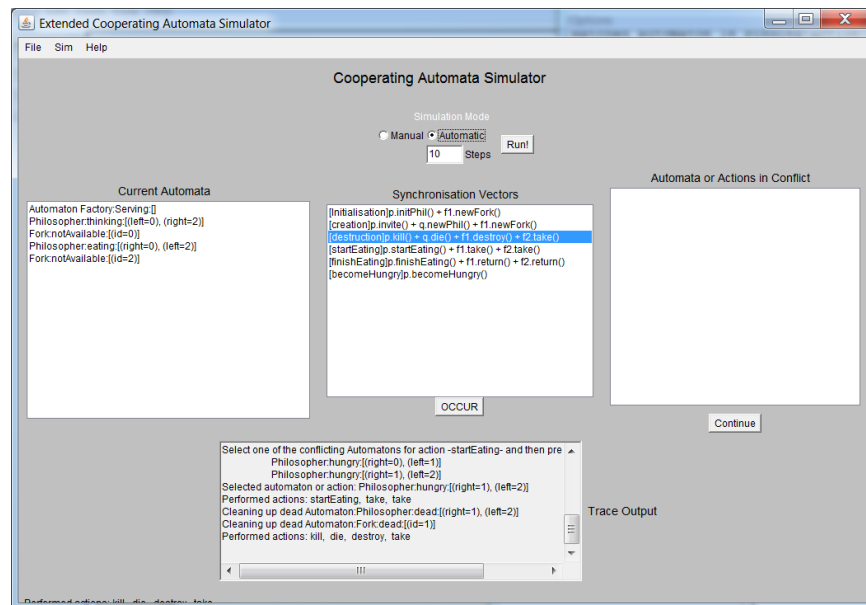 Extended Cooperating Automata Simulator
File Sim Help
Cooperating Automata Simulator
Simulation Mode
Manual Automatic
10 Steps
Run!
Current Automata
Automaton Factory:Serving:[]
Philosopher:thinking:[(left=0), (right=2)]
Fork:notAvailable:[(id=0)]
Philosopher:eating:[(right=0), (left=2)]
Fork:notAvailable:[(id=2)]
Synchronisation Vectors
[Initialisation]p.initPhil() + f1.newFork()
[creation]p.invite() + q.newPhil() + f1.newFork()
[destruction]p.kill() + q.die() + f1.destroy() + f2.take()
[startEating]p.startEating() + f1.take() + f2.take()
[finishEating]p.finishEating() + f1.return() + f2.return()
[becomeHungry]p.becomeHungry()
OCCUR
Automata or Actions in Conflict
Continue
Select one of the conflicting Automatons for action -startEating- and then pre
Philosopher:hungry:[(right=0), (left=1)]
Philosopher:hungry:[(right=1), (left=2)]
Selected automaton or action: Philosopher:hungry:[(right=1), (left=2)]
Performed actions: startEating, take, take
Cleaning up dead Automaton:Philosopher:dead:[(right=1), (left=2)]
Cleaning up dead Automaton:Fork:dead:[(id=1)]
Performed actions: kill, die, destroy, take
Trace Output
Performed actions: kill, die, destroy, take